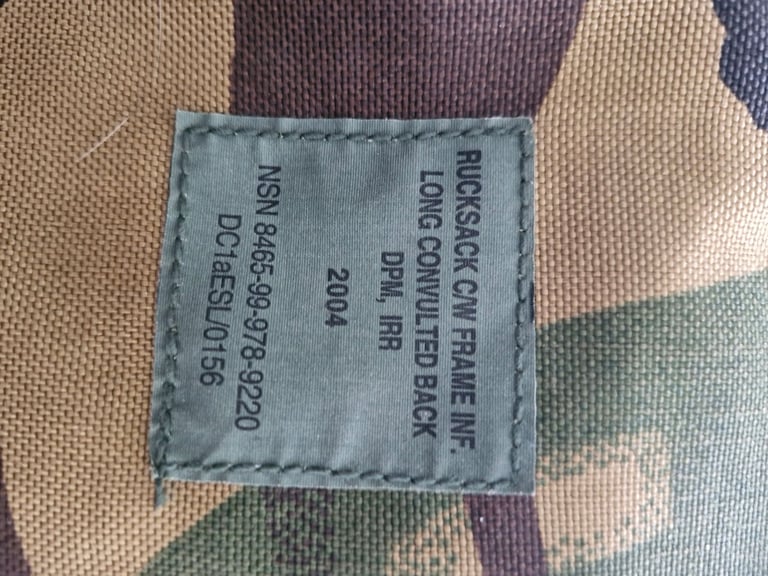 RUCKSACK C/W FRAME INF.
LONG CONVULTED BACK
DPM, IRR
2004
NSN 8465-99-978-9220
DC1aESL/0156